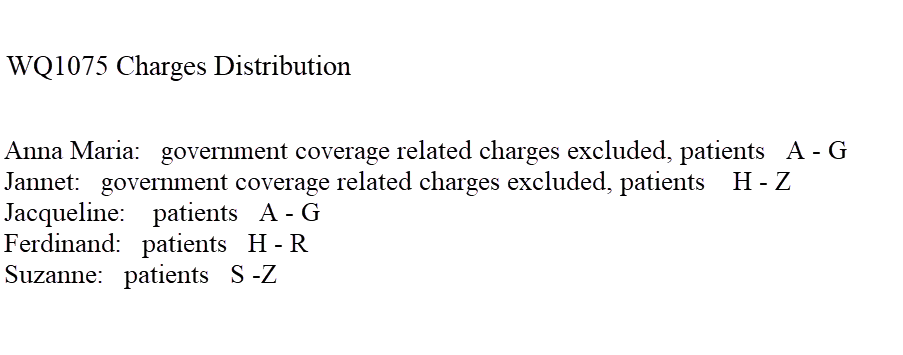 WQ1075 Charges Distribution
Anna Maria: government coverage related charges excluded, patients A - G
Jannet: government coverage related charges excluded, patients H - Z
Jacqueline: patients A - G
Ferdinand: patients H - R
Suzanne: patients S -Z